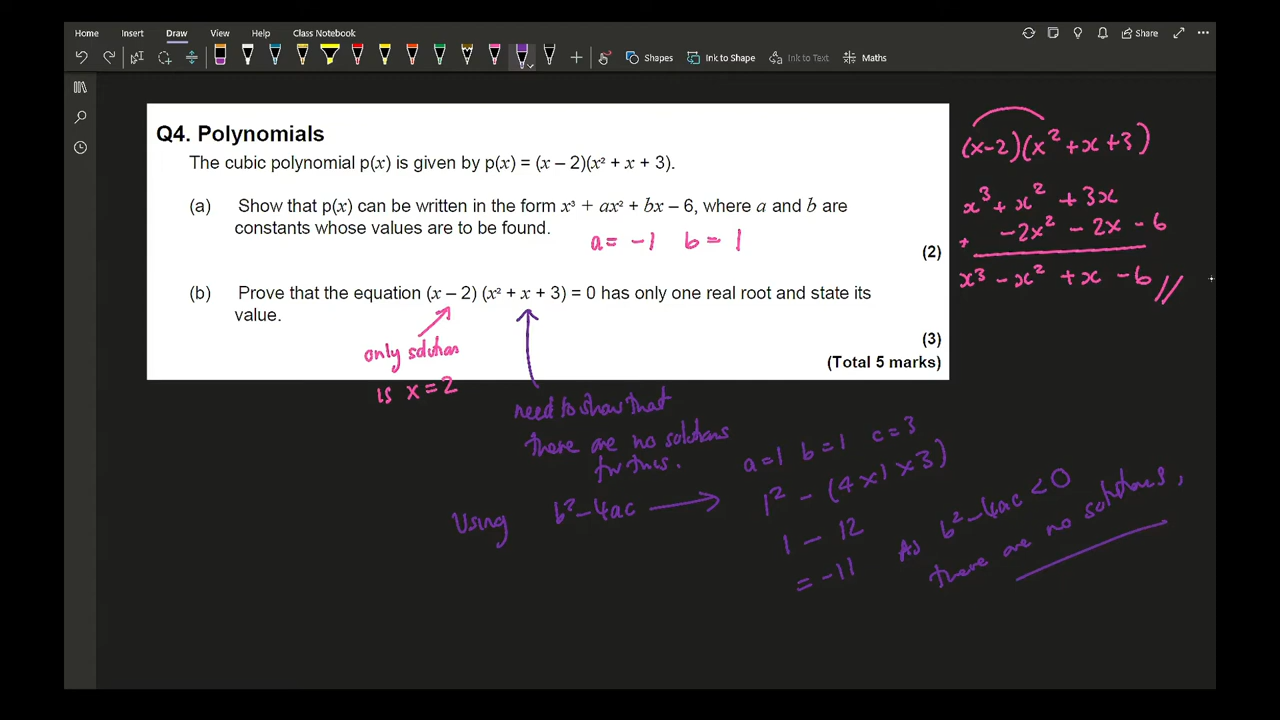 Home Insert Draw View Help Class Notebook Share
Shapes Ink to Shape Ink to Text Maths
Q4. Polynomials
The cubic polynomial p(x) is given by p(x) = (x – 2)(x² + x + 3).
(a) Show that p(x) can be written in the form x³ + ax² + bx – 6, where a and b are
constants whose values are to be found.
a = -1 b = 1
(2)
(b) Prove that the equation (x – 2) (x² + x + 3) = 0 has only one real root and state its
value.
(3)
(Total 5 marks)
only solution
is x = 2
(x-2)(x² + x + 3)
x³ + x² + 3x
+ -2x² - 2x - 6
x³ - x² + x - 6 //
need to show that
there are no solutions
for this.
Using b² - 4ac
a=1 b=1 c=3
1² - (4 x 1 x 3)
1 - 12
= -11
As b² - 4ac < 0
there are no solutions,